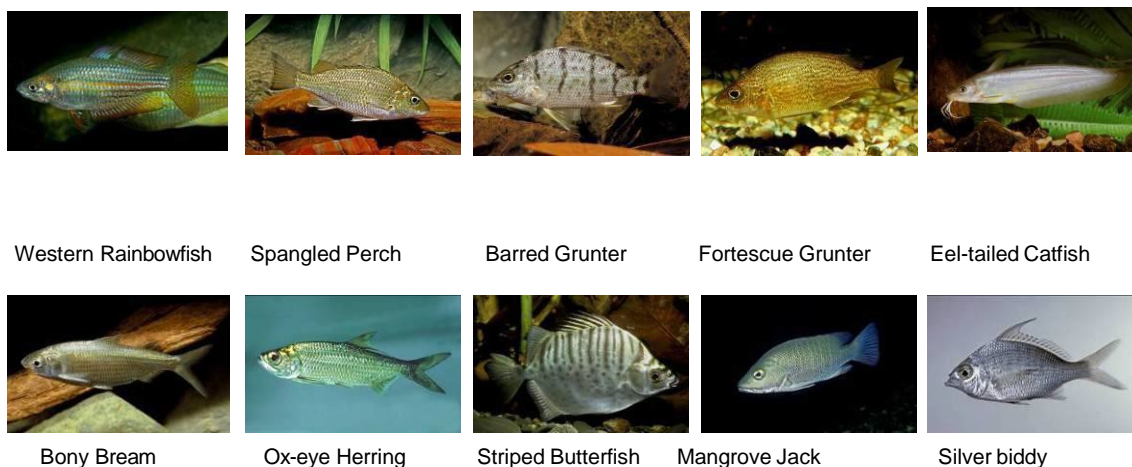 Western Rainbowfish Spangled Perch Barred Grunter Fortescue Grunter Eel-tailed Catfish
Bony Bream Ox-eye Herring Striped Butterfish Mangrove Jack Silver biddy